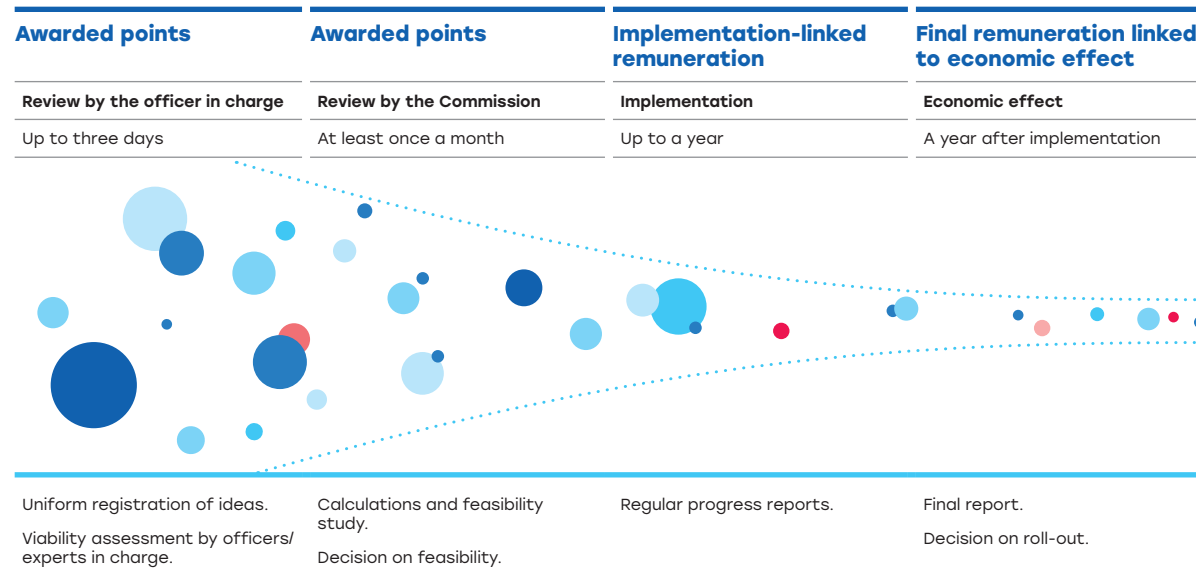 Awarded points
Review by the officer in charge
Up to three days
Uniform registration of ideas.
Viability assessment by officers/
experts in charge.
Awarded points
Review by the Commission
At least once a month
Calculations and feasibility
study.
Decision on feasibility.
Implementation-linked
remuneration
Implementation
Up to a year
Regular progress reports.
Final remuneration linked
to economic effect
Economic effect
A year after implementation
Final report.
Decision on roll-out.